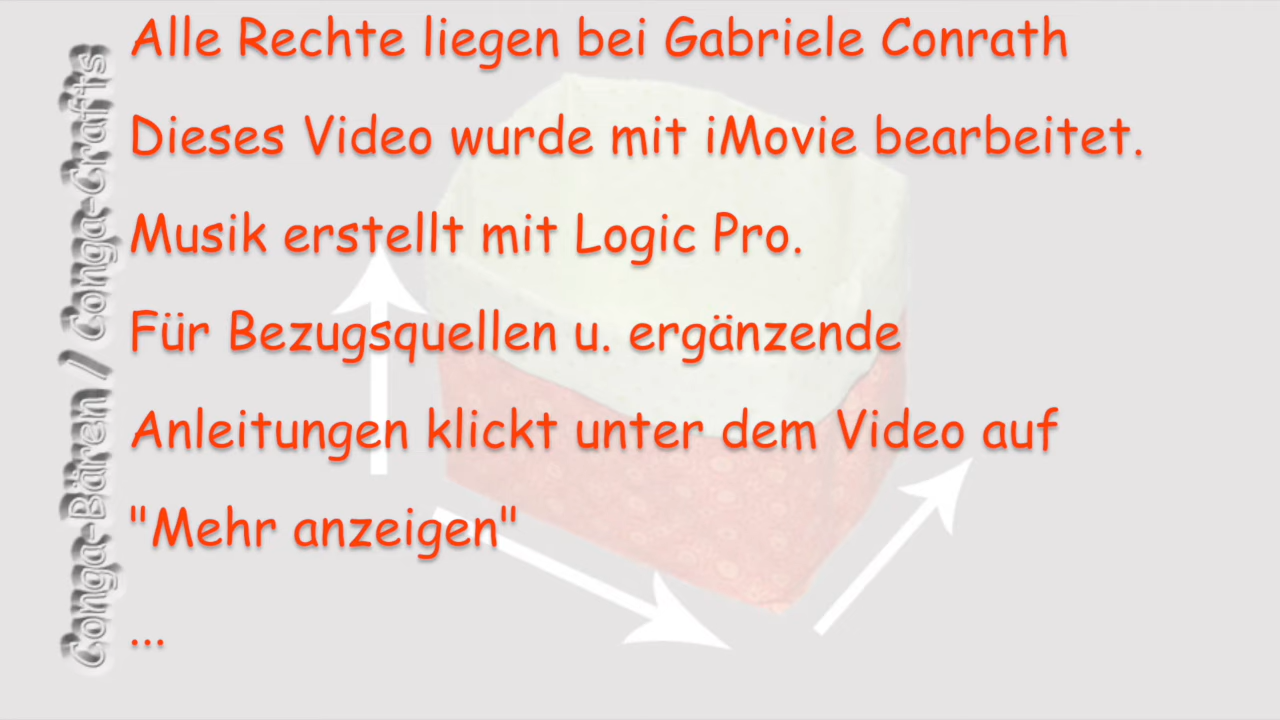 Alle Rechte liegen bei Gabriele Conrath
Dieses Video wurde mit iMovie bearbeitet.
Musik erstellt mit Logic Pro.
Für Bezugsquellen u. ergänzende
Anleitungen klickt unter dem Video auf
"Mehr anzeigen"
...
Conga-Bären / Conga-Crafts